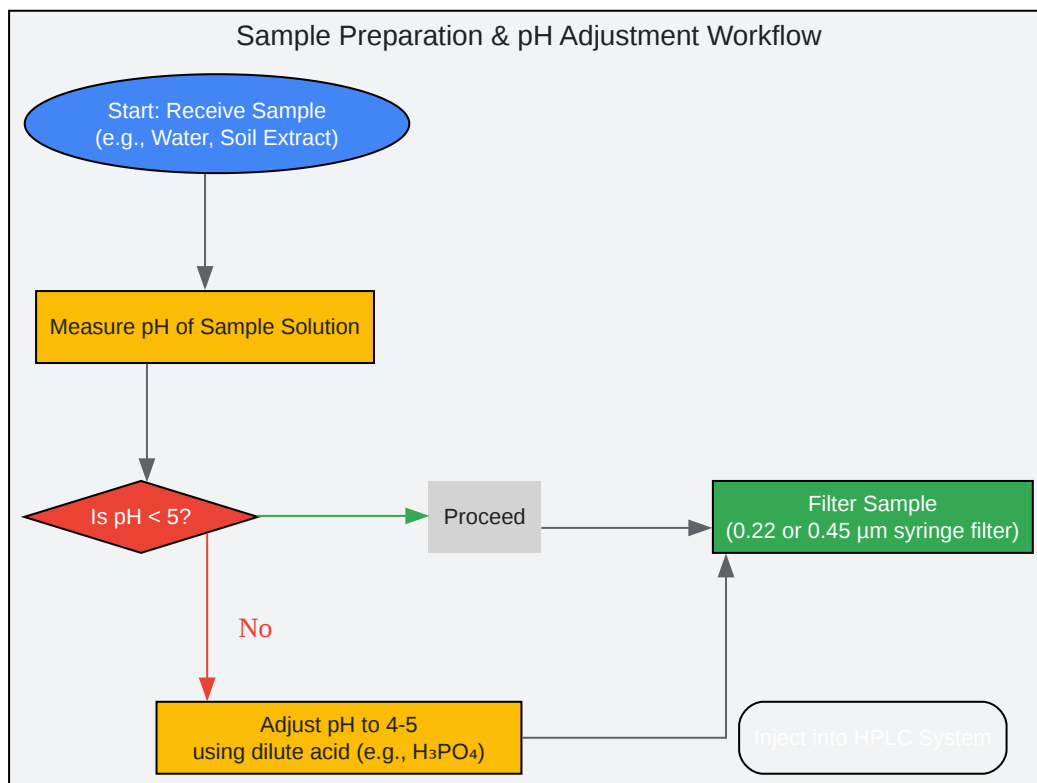 Sample Preparation & pH Adjustment Workflow
Start: Receive Sample
(e.g., Water, Soil Extract)
Measure pH of Sample Solution
Is pH < 5?
Proceed
Filter Sample
(0.22 or 0.45 µm syringe filter)
No
Adjust pH to 4-5
using dilute acid (e.g., H₃PO₄)
Inject into HPLC System